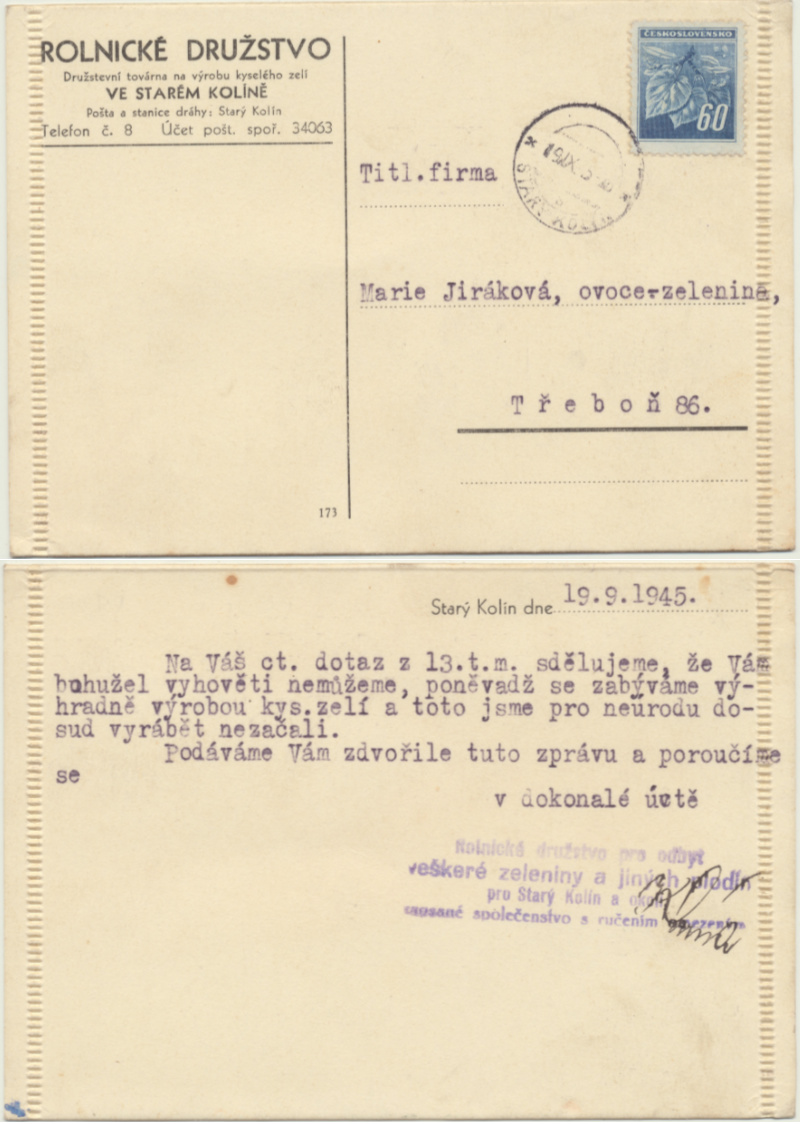 ROLNICKÉ DRUŽSTVO
Družstevní továrna na výrobu kyselého zelí
VE STARÉM KOLÍNĚ
Pošta a stanice dráhy: Starý Kolín
Telefon č. 8 Účet pošt. spoř. 34063
ČESKOSLOVENSKO
60
STARÝ KOLÍN
Titl.firma
Marie Jiráková, ovoce-zelenina,
Třeboň 86.
173
Starý Kolín dne 19.9.1945.
Na Váš ct. dotaz z 13.t.m. sdělujeme, že Vám
bohužel vyhověti nemůžeme, poněvadž se zabýváme vý-
hradně výrobou kys.zelí a toto jsme pro neúrodu do-
sud vyrábět nezačali.
Podáváme Vám zdvořile tuto zprávu a poroučíme
se
v dokonalé úctě
Rolnické družstvo pro odbyt
veškeré zeleniny a jiných plodin
pro Starý Kolín a okolí
zapsané společenstvo s ručením omezeným